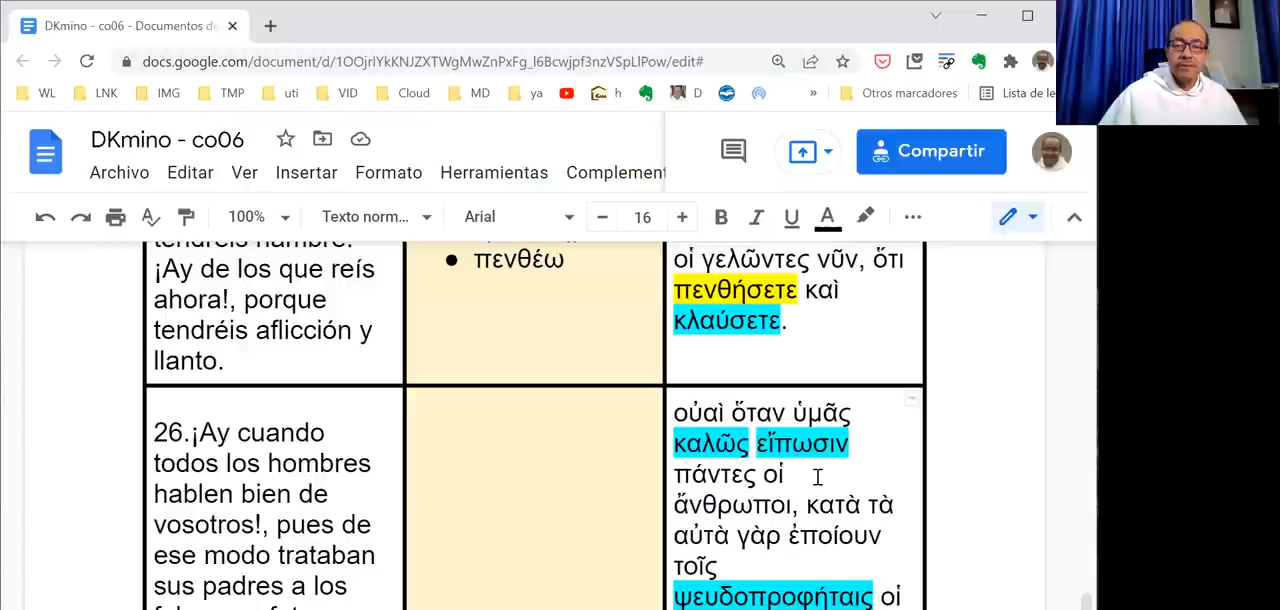 DKmino - co06 - Documentos de
docs.google.com/document/d/1OOjrIYkKNJZXTWgMwZnPxFg_l6Bcwjpf3nzVSpLlPow/edit#
WL LNK IMG TMP uti VID Cloud MD ya h D » Otros marcadores Lista de le
DKmino - co06
Compartir
Archivo Editar Ver Insertar Formato Herramientas Complement
100% Texto norm... Arial − 16 + B I U A
tendréis hambre.
¡Ay de los que reís
ahora!, porque
tendréis aflicción y
llanto.
● πενθέω
οἱ γελῶντες νῦν, ὅτι
πενθήσετε καὶ
κλαύσετε.
26.¡Ay cuando
todos los hombres
hablen bien de
vosotros!, pues de
ese modo trataban
sus padres a los
οὐαὶ ὅταν ὑμᾶς
καλῶς εἴπωσιν
πάντες οἱ
ἄνθρωποι, κατὰ τὰ
αὐτὰ γὰρ ἐποίουν
τοῖς
ψευδοπροφήταις οἱ